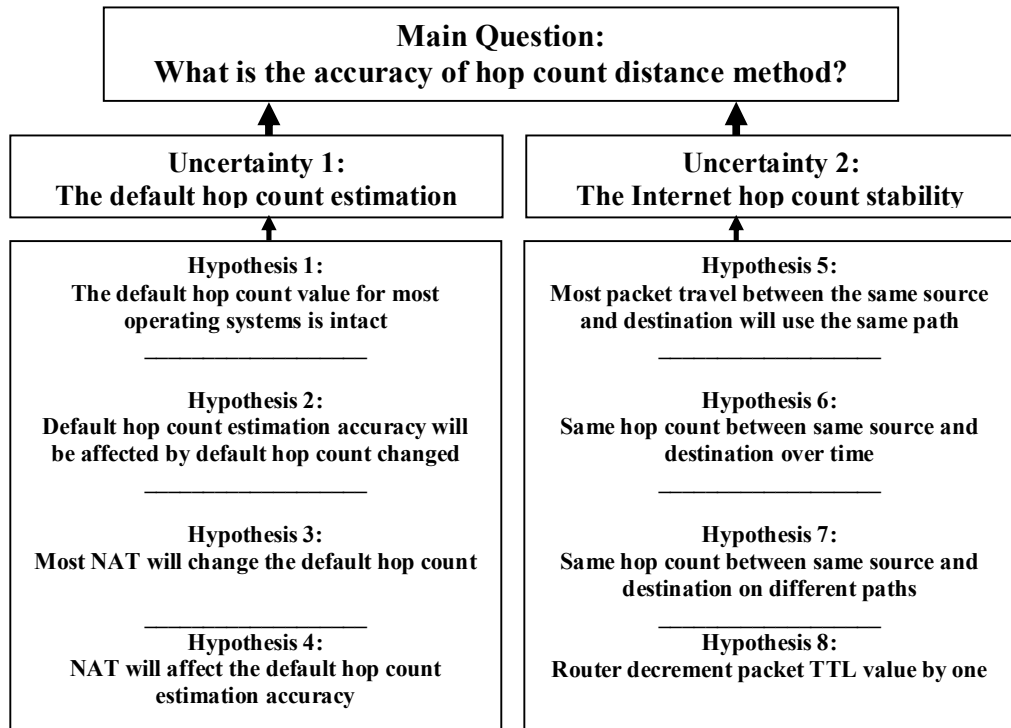 Main Question:
What is the accuracy of hop count distance method?
Uncertainty 1:
The default hop count estimation
Uncertainty 2:
The Internet hop count stability
Hypothesis 1:
The default hop count value for most
operating systems is intact
Hypothesis 2:
Default hop count estimation accuracy will
be affected by default hop count changed
Hypothesis 3:
Most NAT will change the default hop count
Hypothesis 4:
NAT will affect the default hop count
estimation accuracy
Hypothesis 5:
Most packet travel between the same source
and destination will use the same path
Hypothesis 6:
Same hop count between same source and
destination over time
Hypothesis 7:
Same hop count between same source and
destination on different paths
Hypothesis 8:
Router decrement packet TTL value by one